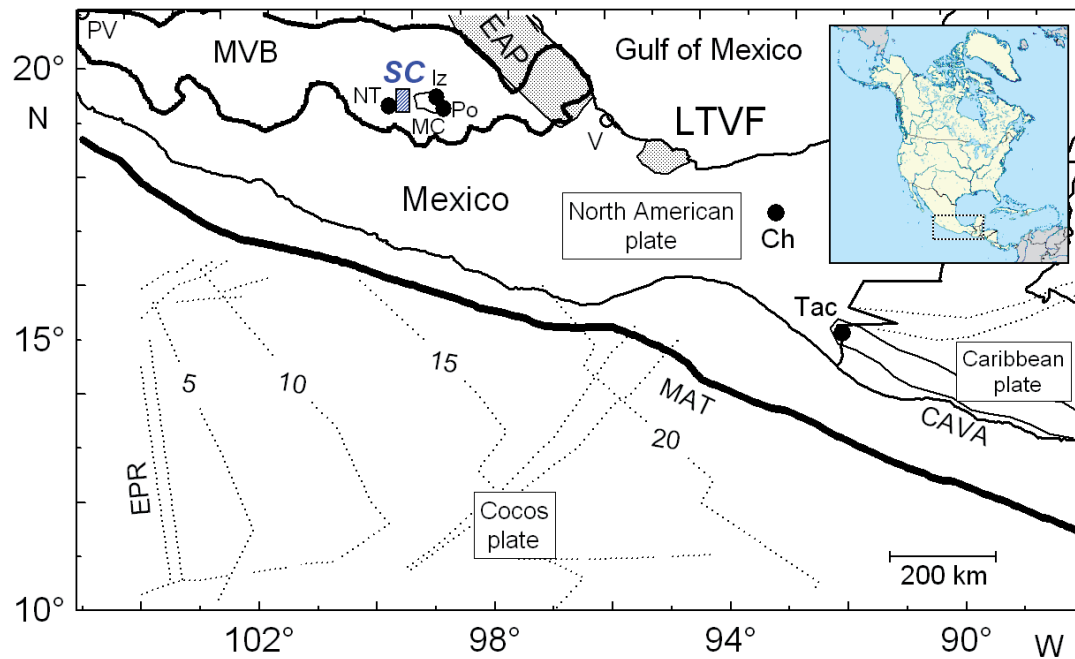 PV
MVB
EAP
Gulf of Mexico
20°
SC
Iz
NT
Po
N
MC
V
LTVF
Mexico
North American
plate
Ch
Tac
15°
Caribbean
plate
5
10
15
20
MAT
CAVA
EPR
Cocos
plate
200 km
10°
102°
98°
94°
90°
W